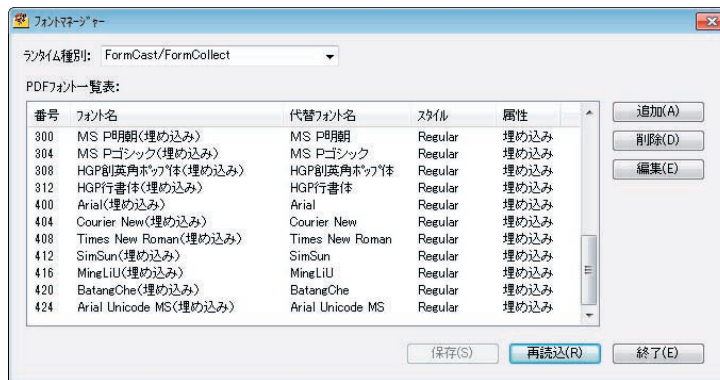 フォントマネージャー
ランタイム種別: FormCast/FormCollect
PDFフォント一覧表:
番号 フォント名 代替フォント名 スタイル 属性
300 MS P明朝(埋め込み) MS P明朝 Regular 埋め込み
304 MS Pゴシック(埋め込み) MS Pゴシック Regular 埋め込み
308 HGP創英角ポップ体(埋め込み) HGP創英角ポップ体 Regular 埋め込み
312 HGP行書体(埋め込み) HGP行書体 Regular 埋め込み
400 Arial(埋め込み) Arial Regular 埋め込み
404 Courier New(埋め込み) Courier New Regular 埋め込み
408 Times New Roman(埋め込み) Times New Roman Regular 埋め込み
412 SimSun(埋め込み) SimSun Regular 埋め込み
416 MingLiU(埋め込み) MingLiU Regular 埋め込み
420 BatangChe(埋め込み) BatangChe Regular 埋め込み
424 Arial Unicode MS(埋め込み) Arial Unicode MS Regular 埋め込み
追加(A)
削除(D)
編集(E)
保存(S) 再読込(R) 終了(E)